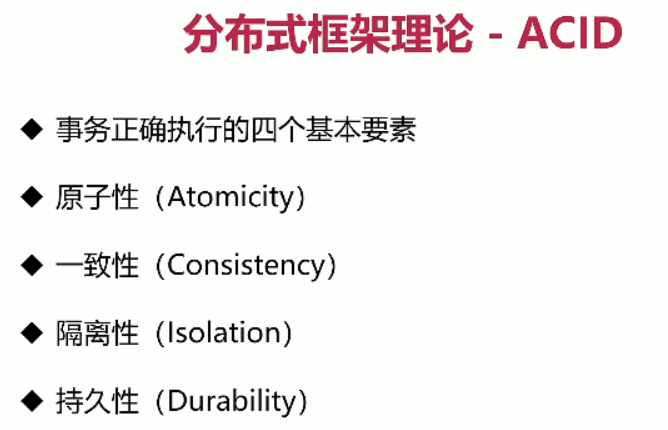 分布式框架理论 - ACID
◆ 事务正确执行的四个基本要素
◆ 原子性（Atomicity）
◆ 一致性（Consistency）
◆ 隔离性（Isolation）
◆ 持久性（Durability）